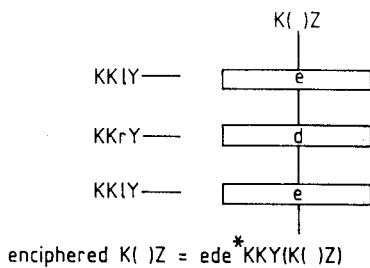 K( )Z
KKlY e
KKrY d
KKlY e
enciphered K( )Z = ede*KKY(K( )Z)